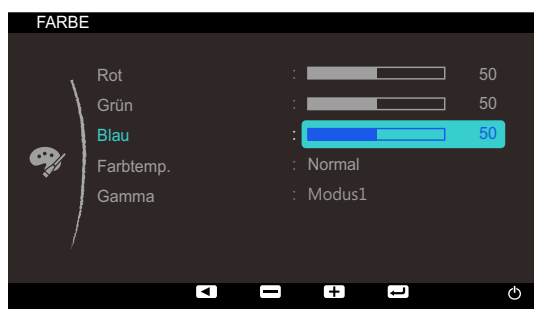 FARBE
Rot : 50
Grün : 50
Blau : 50
Farbtemp. : Normal
Gamma : Modus1